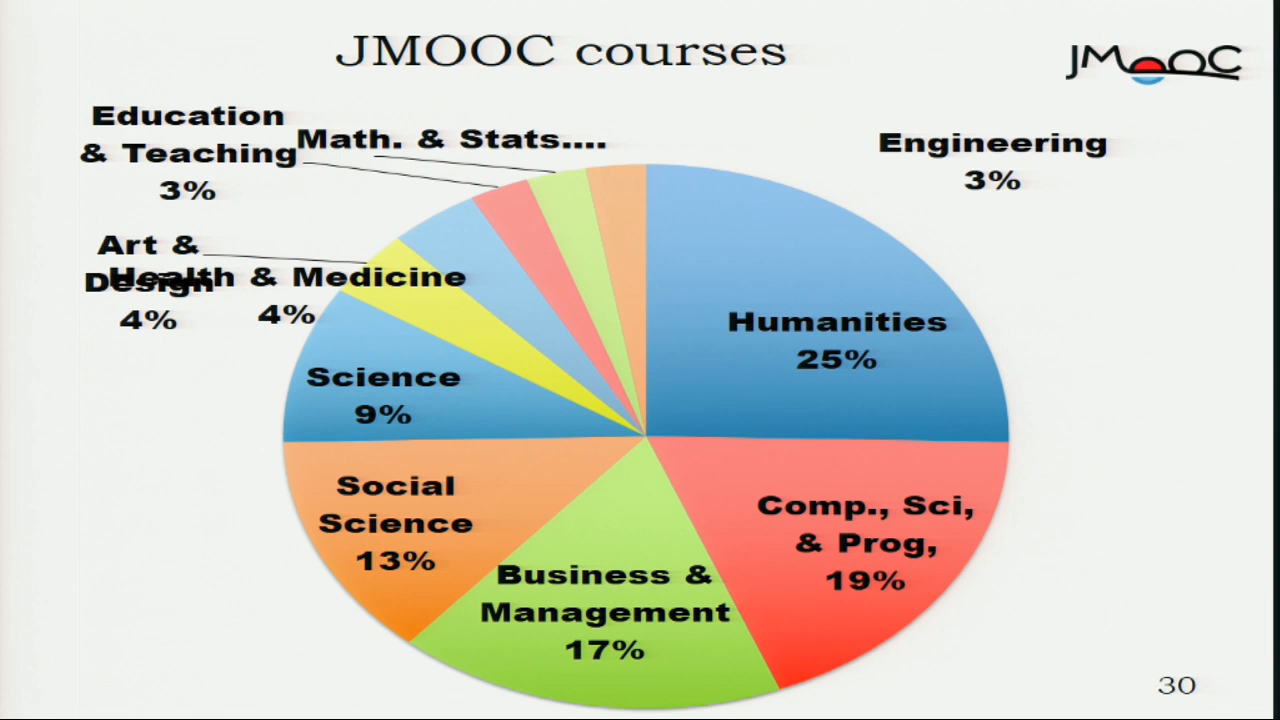 JMOOC courses
JMOOC
Education
& Teaching
3%
Math. & Stats....
Engineering
3%
Art &
Design
4%
Health & Medicine
4%
Humanities
25%
Science
9%
Social
Science
13%
Comp., Sci,
& Prog,
19%
Business &
Management
17%
30